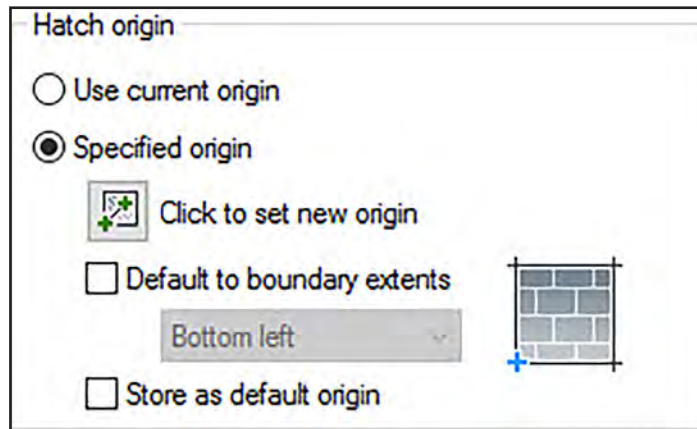 Hatch origin
Use current origin
Specified origin
Click to set new origin
Default to boundary extents
Bottom left
Store as default origin